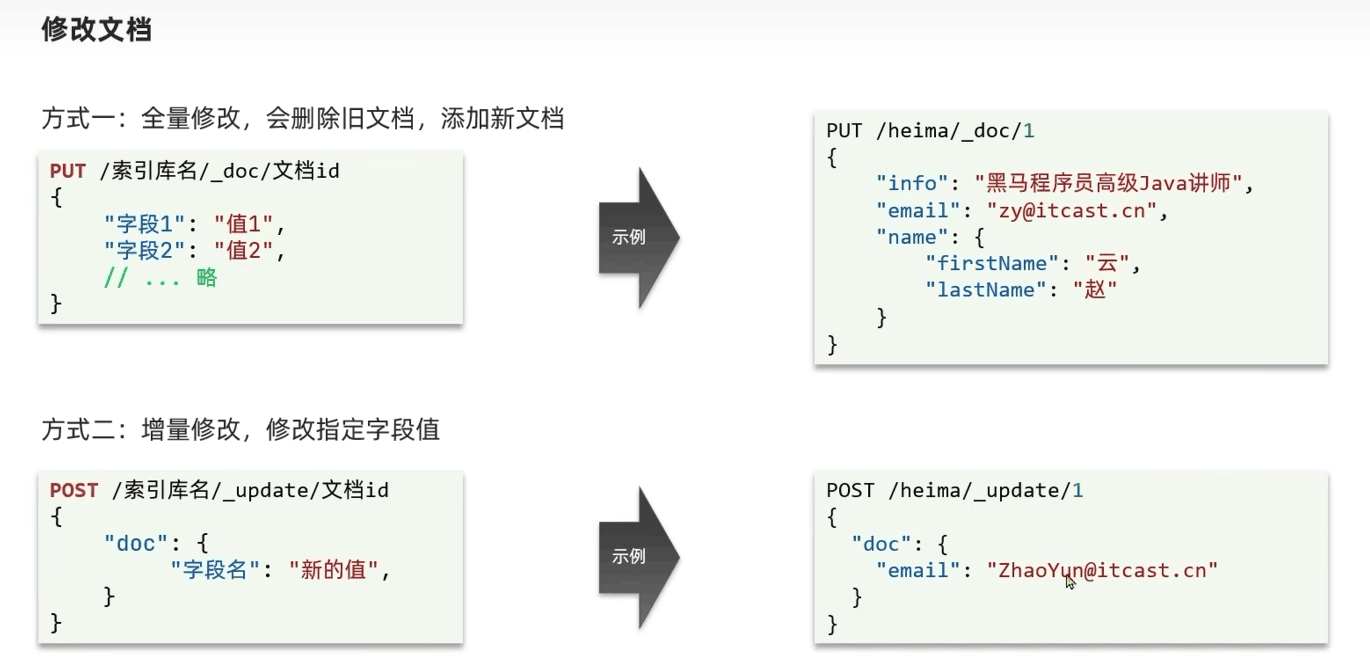 修改文档
方式一：全量修改，会删除旧文档，添加新文档
PUT /索引库名/_doc/文档id
{
    "字段1": "值1",
    "字段2": "值2",
    // ... 略
}
示例
PUT /heima/_doc/1
{
    "info": "黑马程序员高级Java讲师",
    "email": "zy@itcast.cn",
    "name": {
        "firstName": "云",
        "lastName": "赵"
    }
}
方式二：增量修改，修改指定字段值
POST /索引库名/_update/文档id
{
    "doc": {
         "字段名": "新的值",
    }
}
示例
POST /heima/_update/1
{
  "doc": {
    "email": "ZhaoYun@itcast.cn"
  }
}